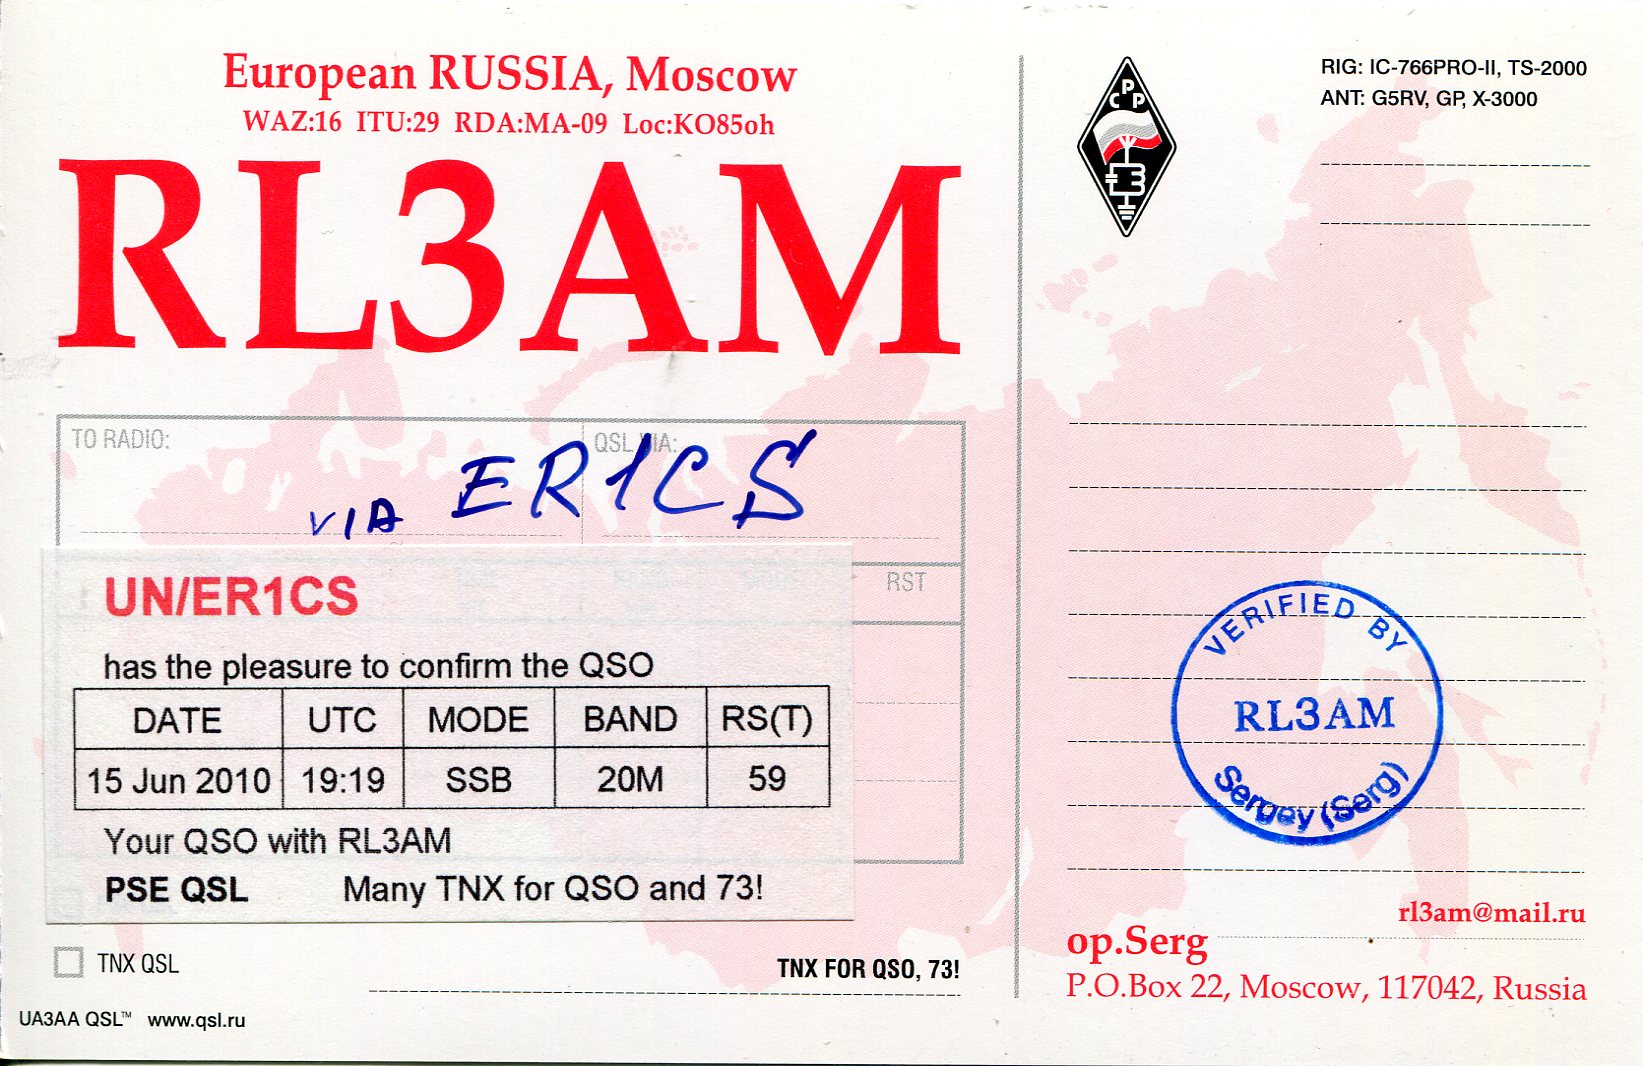 European RUSSIA, Moscow
WAZ:16 ITU:29 RDA:MA-09 Loc:KO85oh
RL3AM
TO RADIO:
QSL VIA:
VIA ER1CS
RST
UN/ER1CS
has the pleasure to confirm the QSO
DATE UTC MODE BAND RS(T)
15 Jun 2010 19:19 SSB 20M 59
Your QSO with RL3AM
PSE QSL Many TNX for QSO and 73!
TNX QSL
TNX FOR QSO, 73!
UA3AA QSL™ www.qsl.ru
СРР
RIG: IC-766PRO-II, TS-2000
ANT: G5RV, GP, X-3000
VERIFIED BY
RL3AM
Sergey (Serg)
rl3am@mail.ru
op.Serg
P.O.Box 22, Moscow, 117042, Russia